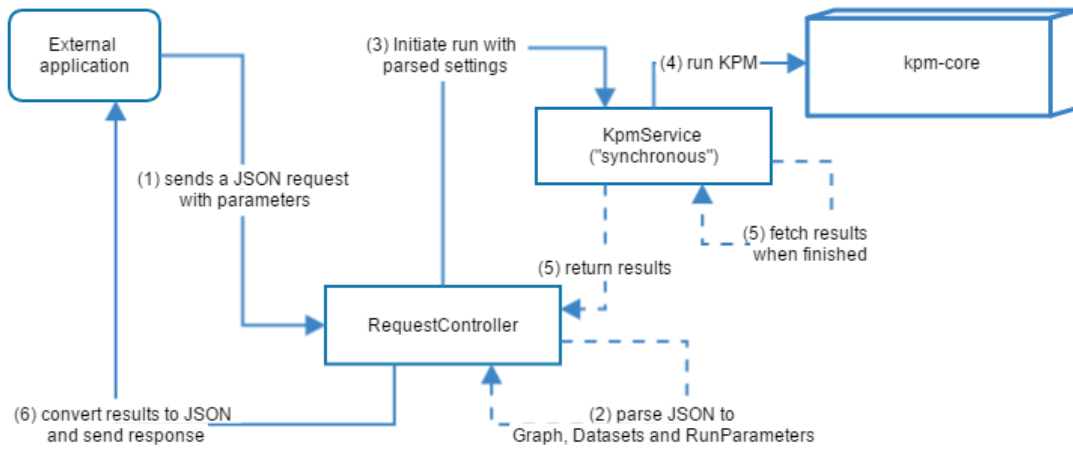 External
application
(3) Initiate run with
parsed settings
(4) run KPM
kpm-core
KpmService
("synchronous")
(1) sends a JSON request
with parameters
(5) fetch results
when finished
(5) return results
RequestController
(6) convert results to JSON
and send response
(2) parse JSON to
Graph, Datasets and RunParameters